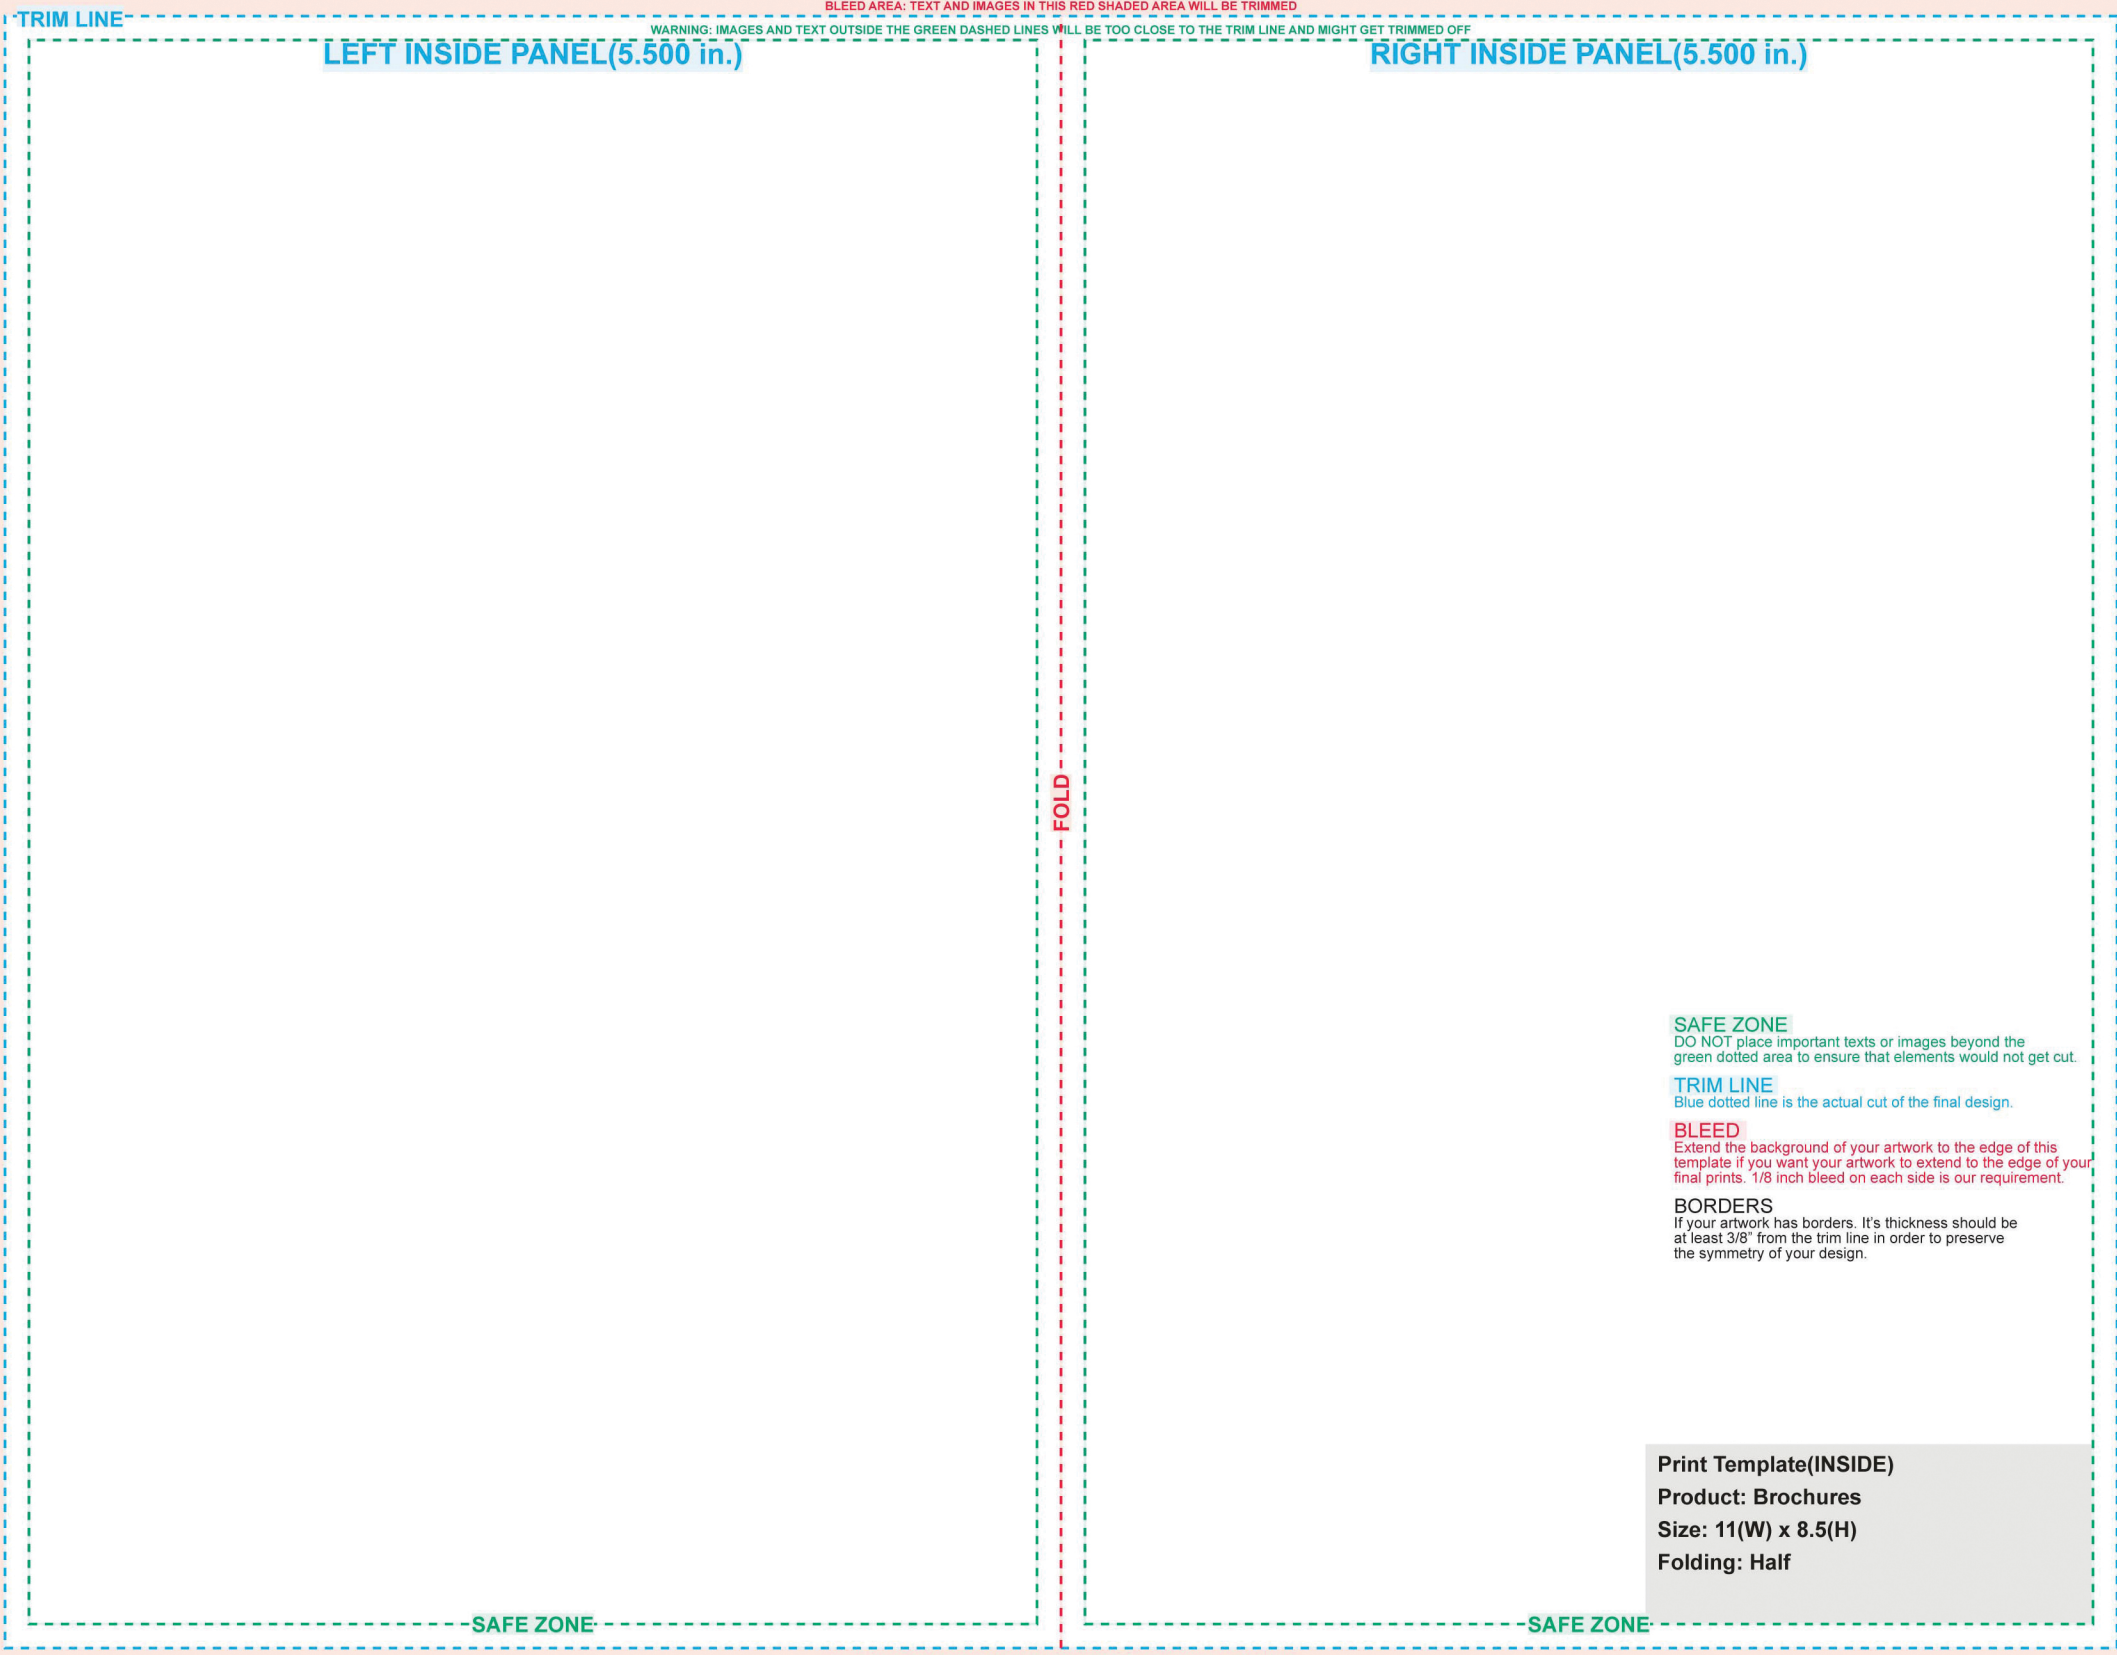 BLEED AREA: TEXT AND IMAGES IN THIS RED SHADED AREA WILL BE TRIMMED
TRIM LINE
WARNING: IMAGES AND TEXT OUTSIDE THE GREEN DASHED LINES WILL BE TOO CLOSE TO THE TRIM LINE AND MIGHT GET TRIMMED OFF
LEFT INSIDE PANEL(5.500 in.)
RIGHT INSIDE PANEL(5.500 in.)
FOLD
SAFE ZONE
DO NOT place important texts or images beyond the
green dotted area to ensure that elements would not get cut.
TRIM LINE
Blue dotted line is the actual cut of the final design.
BLEED
Extend the background of your artwork to the edge of this
template if you want your artwork to extend to the edge of your
final prints. 1/8 inch bleed on each side is our requirement.
BORDERS
If your artwork has borders. It's thickness should be
at least 3/8" from the trim line in order to preserve
the symmetry of your design.
Print Template(INSIDE)
Product: Brochures
Size: 11(W) x 8.5(H)
Folding: Half
SAFE ZONE
SAFE ZONE